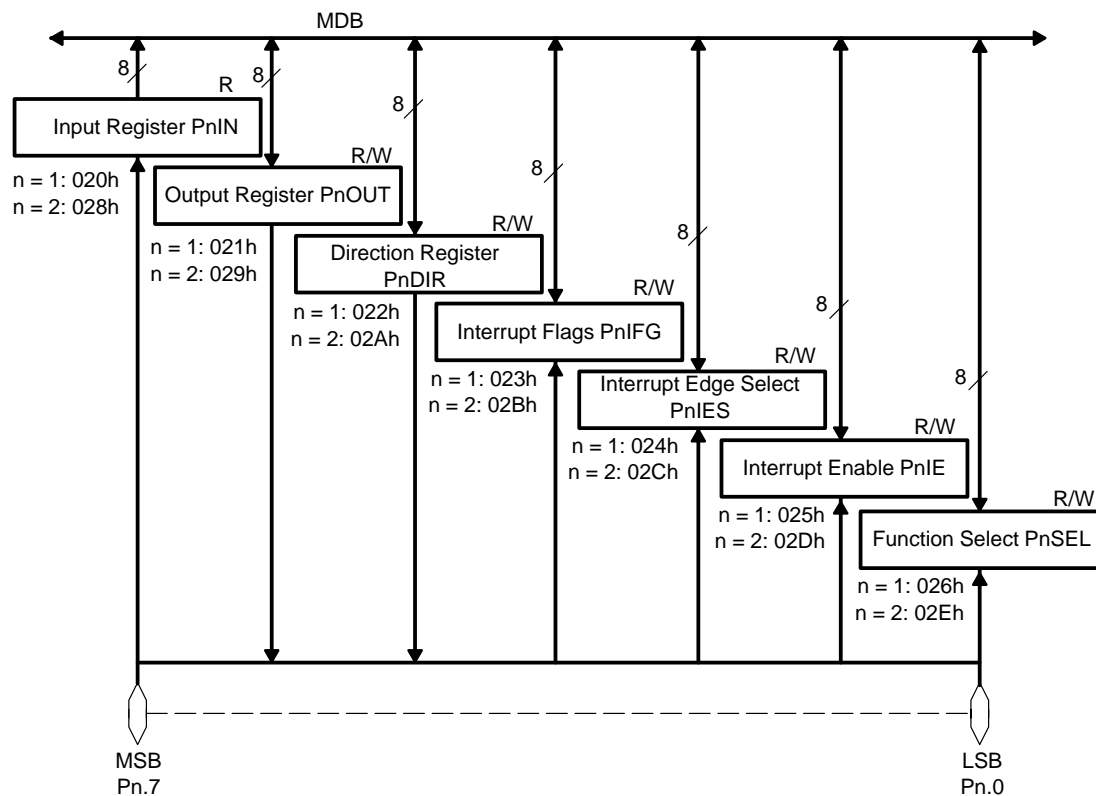 MDB
8
R
Input Register PnIN
n = 1: 020h
n = 2: 028h
8
R/W
Output Register PnOUT
n = 1: 021h
n = 2: 029h
8
R/W
Direction Register
PnDIR
n = 1: 022h
n = 2: 02Ah
8
R/W
Interrupt Flags PnIFG
n = 1: 023h
n = 2: 02Bh
8
R/W
Interrupt Edge Select
PnIES
n = 1: 024h
n = 2: 02Ch
8
R/W
Interrupt Enable PnIE
n = 1: 025h
n = 2: 02Dh
8
R/W
Function Select PnSEL
n = 1: 026h
n = 2: 02Eh
MSB
Pn.7
LSB
Pn.0